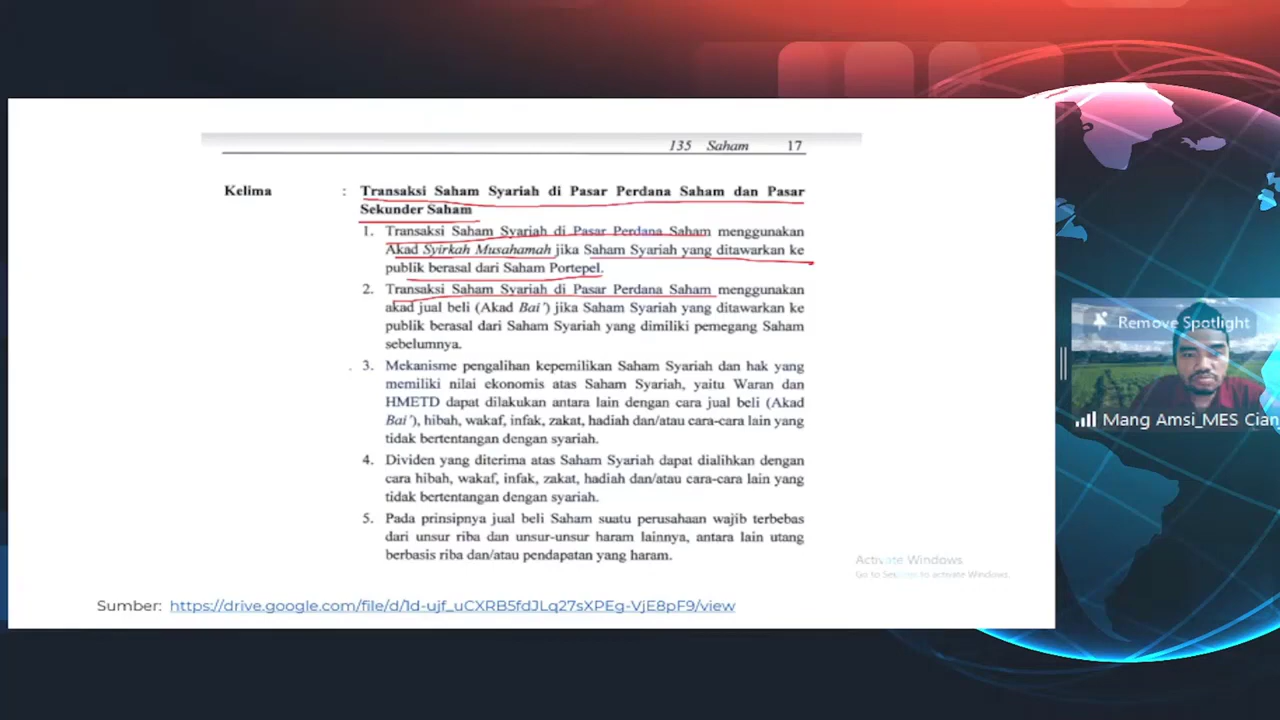 135 Saham 17
Kelima : Transaksi Saham Syariah di Pasar Perdana Saham dan Pasar
Sekunder Saham
1. Transaksi Saham Syariah di Pasar Perdana Saham menggunakan
Akad Syirkah Musahamah jika Saham Syariah yang ditawarkan ke
publik berasal dari Saham Portepel.
2. Transaksi Saham Syariah di Pasar Perdana Saham menggunakan
akad jual beli (Akad Bai') jika Saham Syariah yang ditawarkan ke
publik berasal dari Saham Syariah yang dimiliki pemegang Saham
sebelumnya.
3. Mekanisme pengalihan kepemilikan Saham Syariah dan hak yang
memiliki nilai ekonomis atas Saham Syariah, yaitu Waran dan
HMETD dapat dilakukan antara lain dengan cara jual beli (Akad
Bai'), hibah, wakaf, infak, zakat, hadiah dan/atau cara-cara lain yang
tidak bertentangan dengan syariah.
4. Dividen yang diterima atas Saham Syariah dapat dialihkan dengan
cara hibah, wakaf, infak, zakat, hadiah dan/atau cara-cara lain yang
tidak bertentangan dengan syariah.
5. Pada prinsipnya jual beli Saham suatu perusahaan wajib terbebas
dari unsur riba dan unsur-unsur haram lainnya, antara lain utang
berbasis riba dan/atau pendapatan yang haram.
Activate Windows
Go to Settings to activate Windows.
Sumber: https://drive.google.com/file/d/1d-ujf_uCXRB5fdJLq27sXPEg-VjE8pF9/view
Remove Spotlight
Mang Amsi_MES Cian